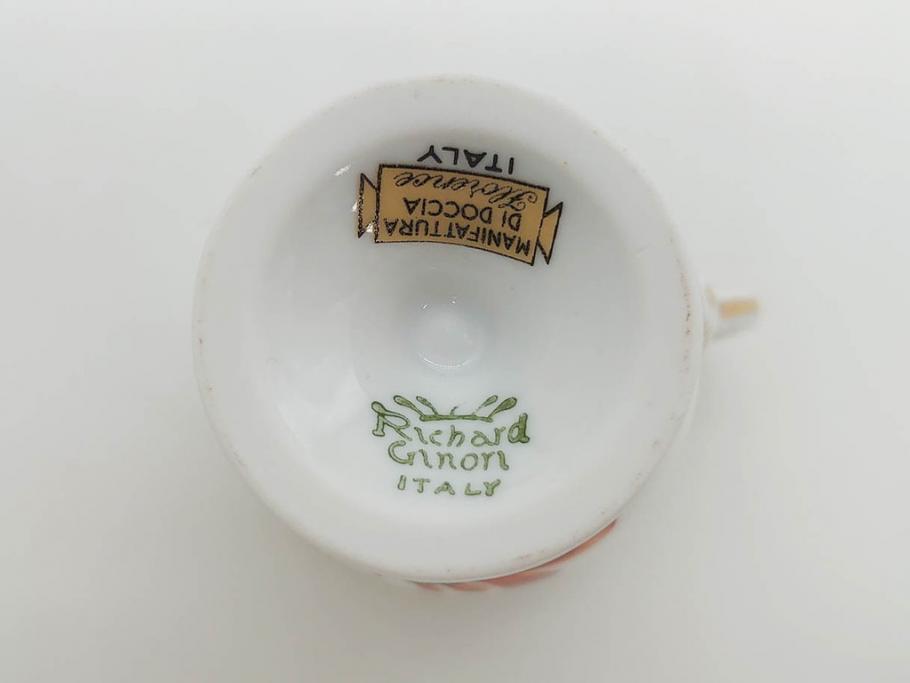 MANIFATTURA
DI DOCCIA
Florence
ITALY
Richard
Ginori
ITALY